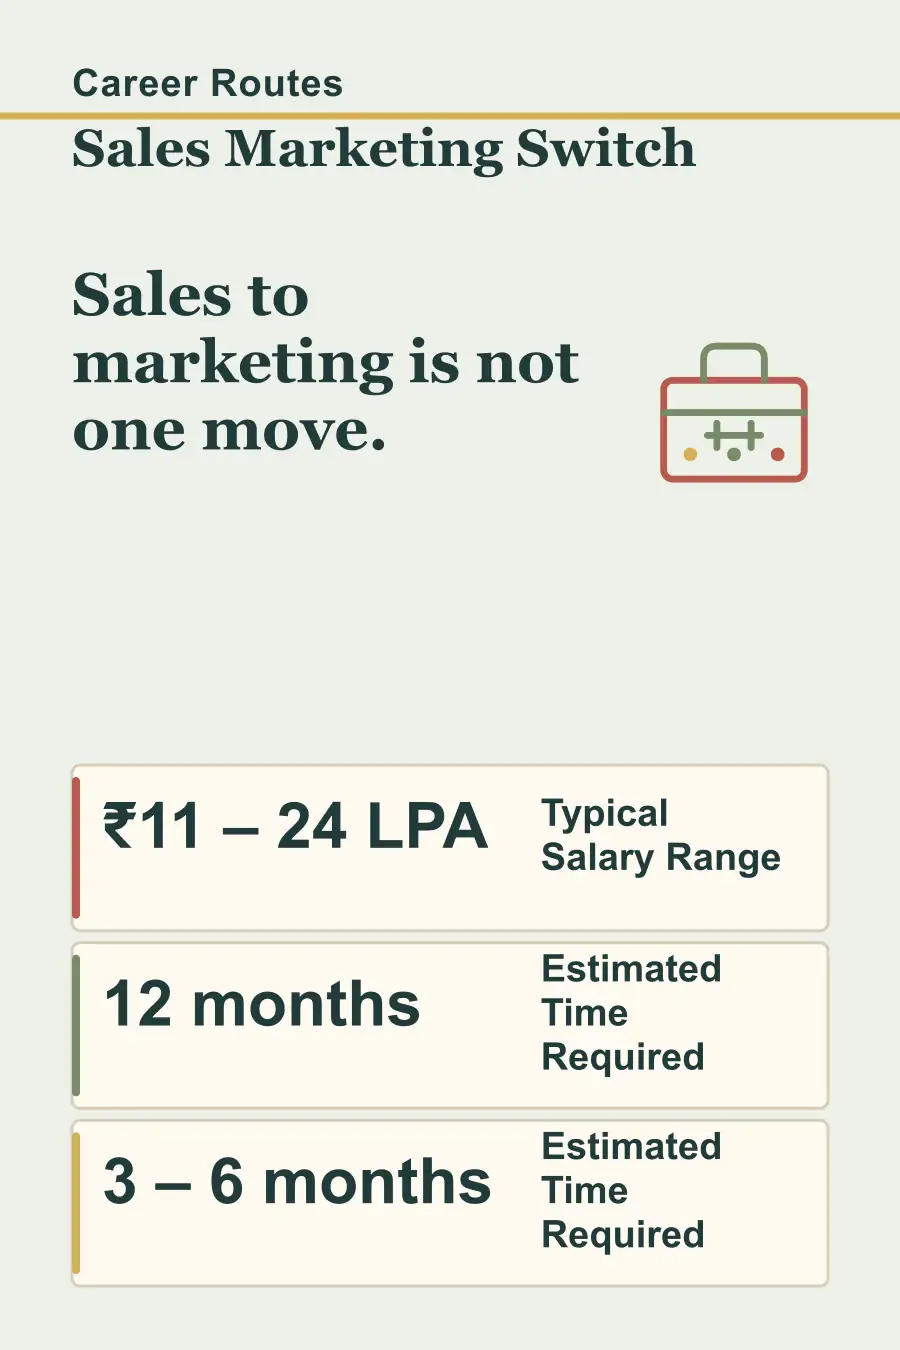 Career Routes
Sales Marketing Switch
Sales to
marketing is not
one move.
₹11 – 24 LPA
Typical
Salary Range
12 months
Estimated
Time
Required
3 – 6 months
Estimated
Time
Required